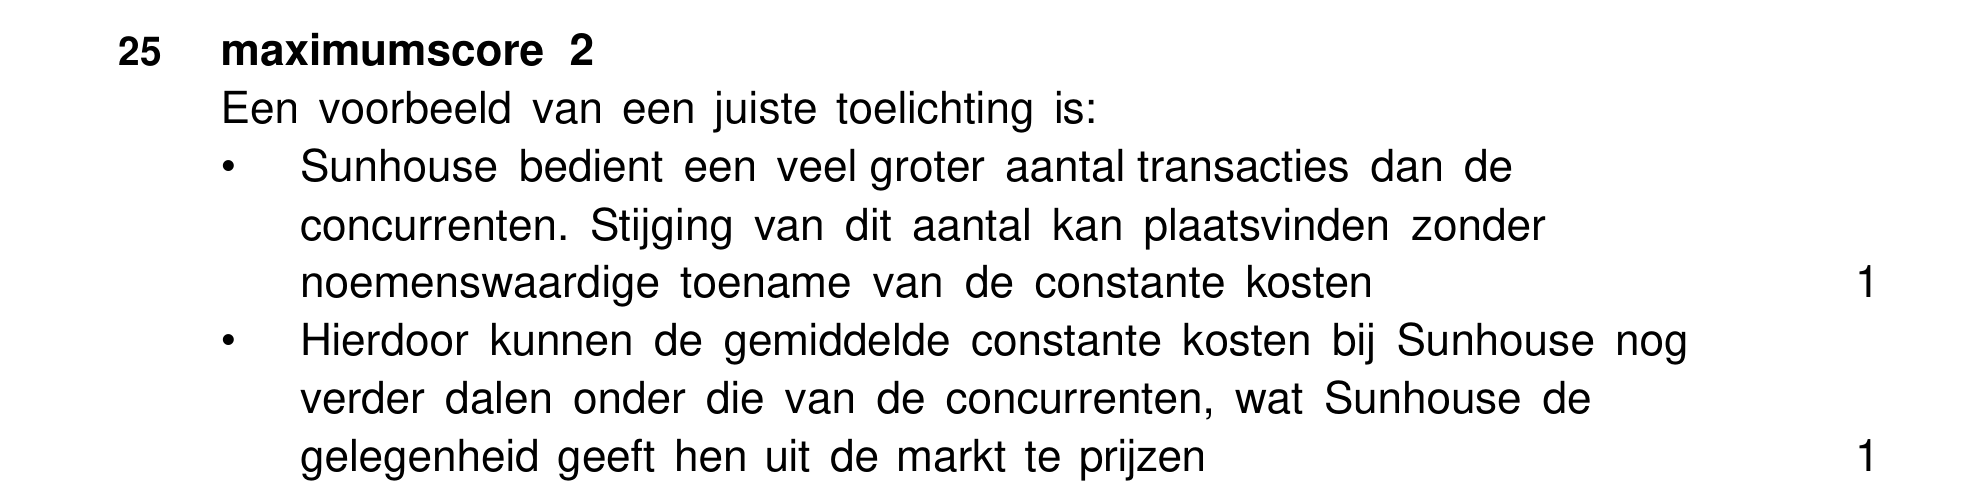 25 maximumscore 2
Een voorbeeld van een juiste toelichting is:
• Sunhouse bedient een veel groter aantal transacties dan de
concurrenten. Stijging van dit aantal kan plaatsvinden zonder
noemenswaardige toename van de constante kosten 1
• Hierdoor kunnen de gemiddelde constante kosten bij Sunhouse nog
verder dalen onder die van de concurrenten, wat Sunhouse de
gelegenheid geeft hen uit de markt te prijzen 1